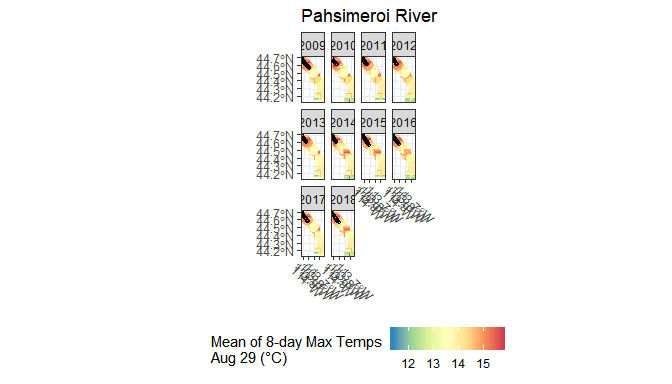 Pahsimeroi River
2009 2010 2011 2012
44.7°N
44.6°N
44.5°N
44.4°N
44.3°N
44.2°N
2013 2014 2015 2016
44.7°N
44.6°N
44.5°N
44.4°N
44.3°N
44.2°N
2017 2018
44.7°N
44.6°N
44.5°N
44.4°N
44.3°N
44.2°N
Mean of 8-day Max Temps
Aug 29 (°C)
12 13 14 15